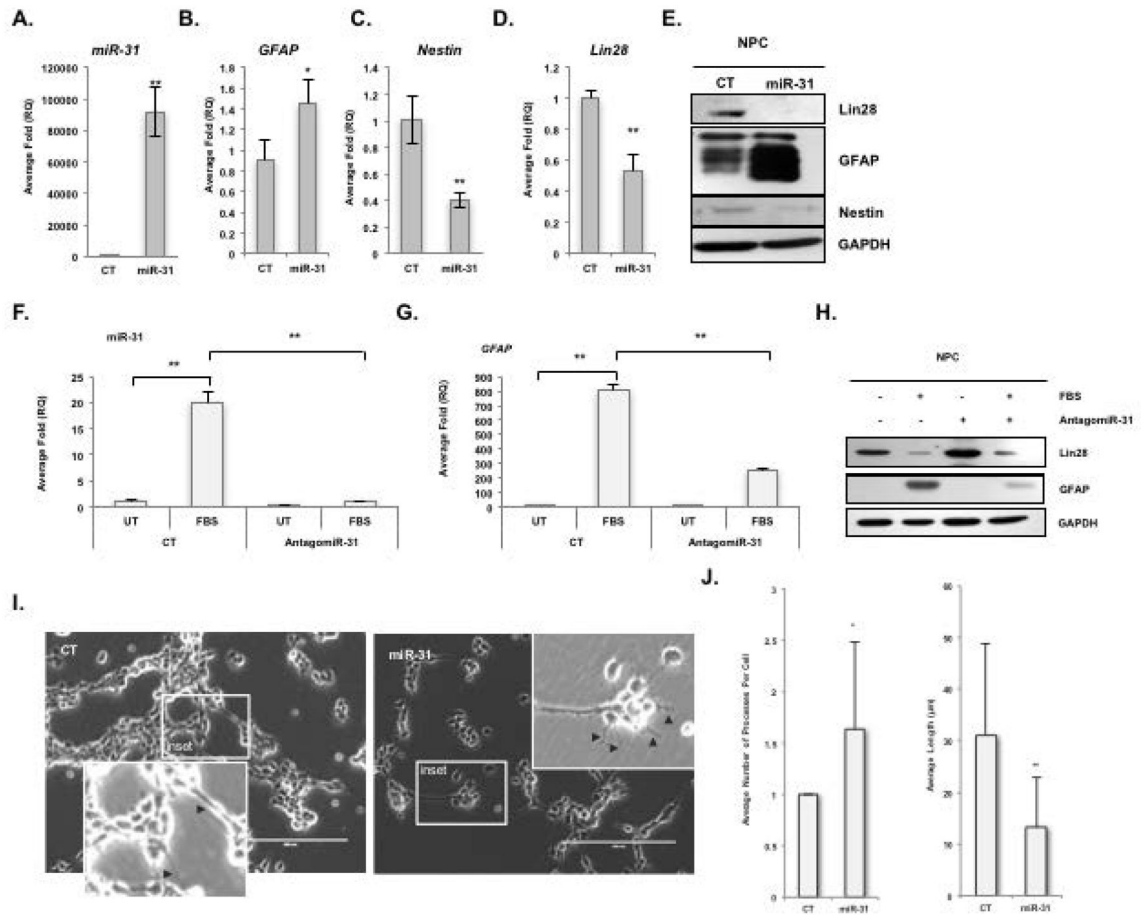 A.
miR-31
Average Fold (RQ)
120000
100000
80000
60000
40000
20000
0
**
CT
miR-31
B.
GFAP
Average Fold (RQ)
1.8
1.6
1.4
1.2
1
0.8
0.6
0.4
0.2
0
*
CT
miR-31
C.
Nestin
Average Fold (RQ)
1.4
1.2
1
0.8
0.6
0.4
0.2
0
**
CT
miR-31
D.
Lin28
Average Fold (RQ)
1.2
1
0.8
0.6
0.4
0.2
0
**
CT
miR-31
E.
NPC
CT
miR-31
Lin28
GFAP
Nestin
GAPDH
F.
miR-31
**
**
Average Fold (RQ)
25
20
15
10
5
0
UT
FBS
UT
FBS
CT
AntagomiR-31
G.
GFAP
**
**
Average Fold (RQ)
900
800
700
600
500
400
300
200
100
0
UT
FBS
UT
FBS
CT
AntagomiR-31
H.
NPC
- + - + FBS
- - + + AntagomiR-31
Lin28
GFAP
GAPDH
I.
CT
inset
miR-31
inset
J.
Average Number of Processes Per Cell
3
2.5
2
1.5
1
0.5
0
*
CT
miR-31
Average Length (μm)
60
50
40
30
20
10
0
**
CT
miR-31